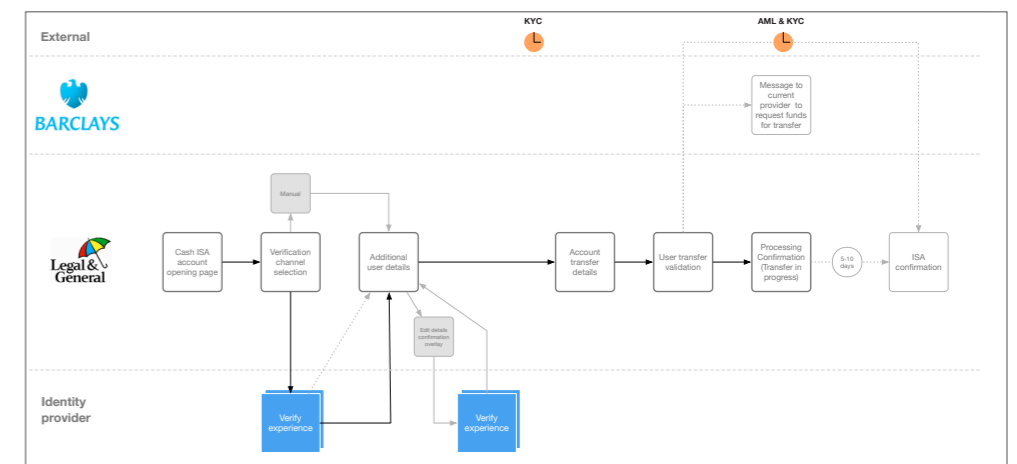 External
KYC
AML & KYC
BARCLAYS
Message to
current
provider to
request funds
for transfer
Manual
Legal &
General
Cash ISA
account
opening page
Verification
channel
selection
Additional
user details
Account
transfer
details
User transfer
validation
Processing
Confirmation
(Transfer in
progress)
5-10
days
ISA
confirmation
Edit details
confirmation
overlay
Identity
provider
Verify
experience
Verify
experience